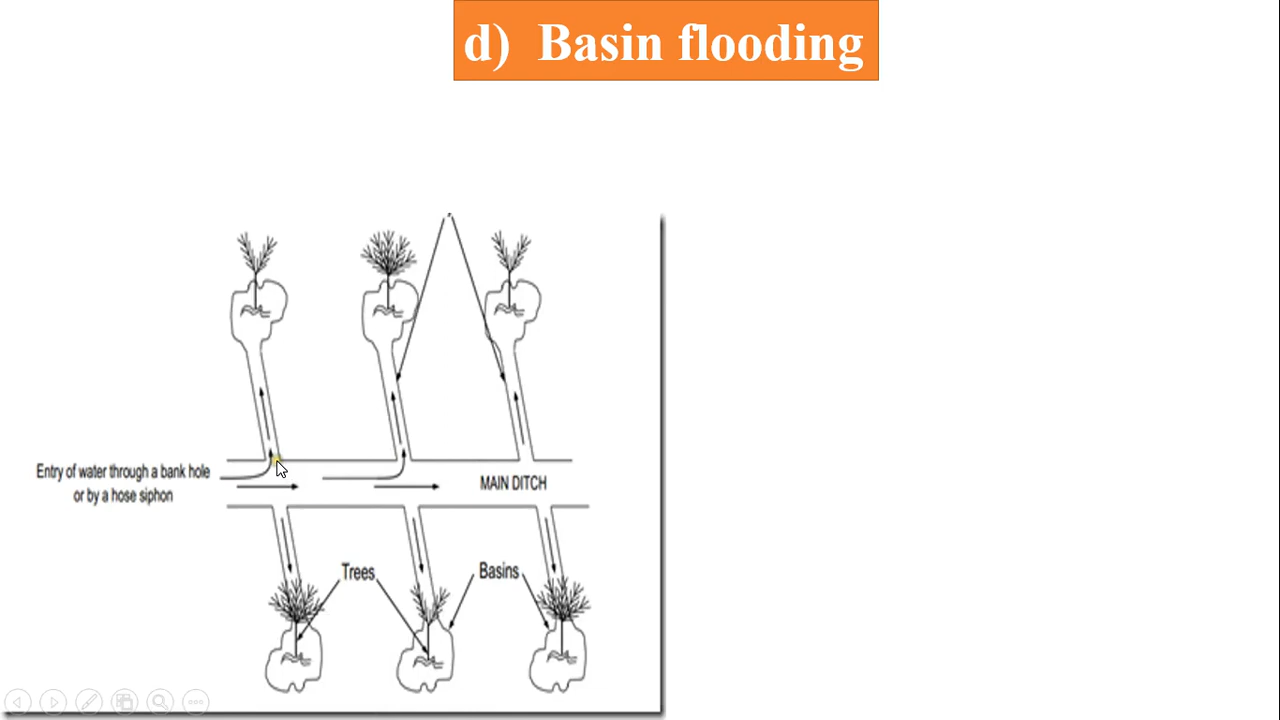 d) Basin flooding
Entry of water through a bank hole
or by a hose siphon
MAIN DITCH
Trees
Basins